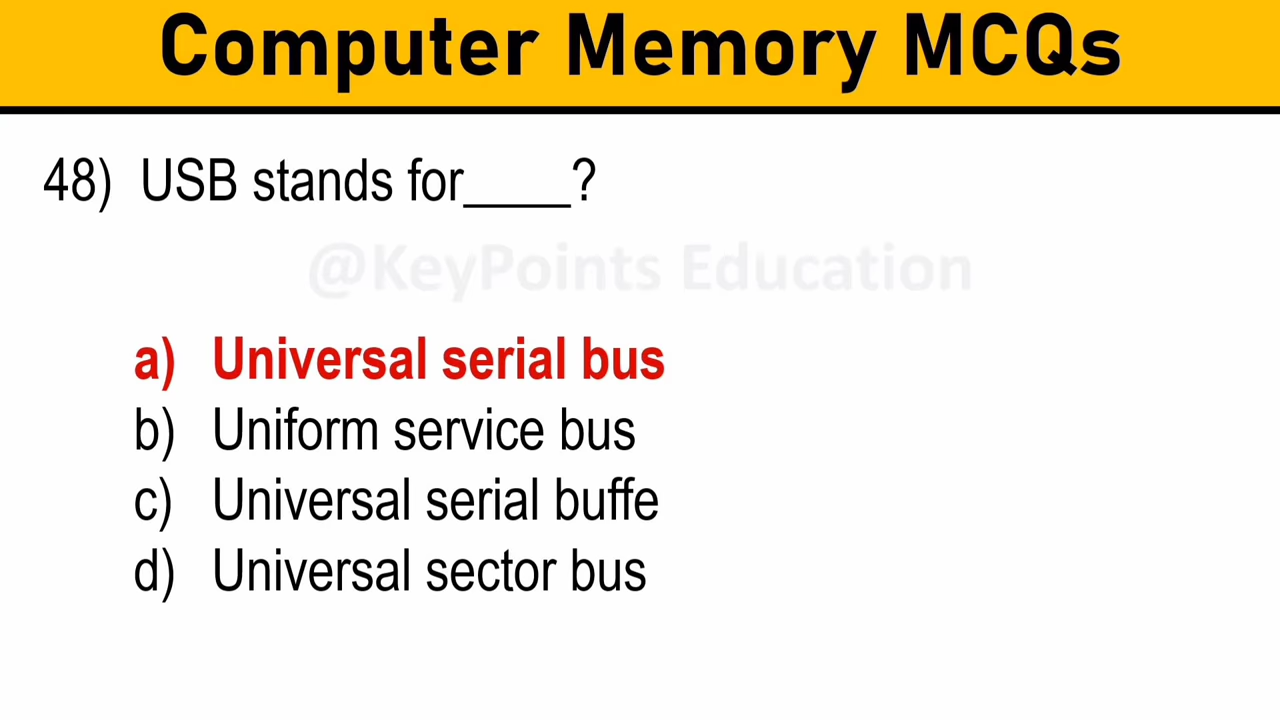 Computer Memory MCQs
48) USB stands for____?
@KeyPoints Education
a) Universal serial bus
b) Uniform service bus
c) Universal serial buffe
d) Universal sector bus